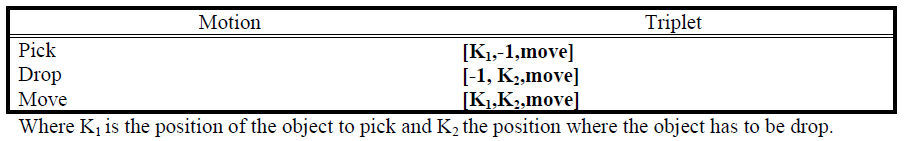 Motion Triplet
Pick [K₁,-1,move]
Drop [-1, K₂,move]
Move [K₁,K₂,move]
Where K₁ is the position of the object to pick and K₂ the position where the object has to be drop.